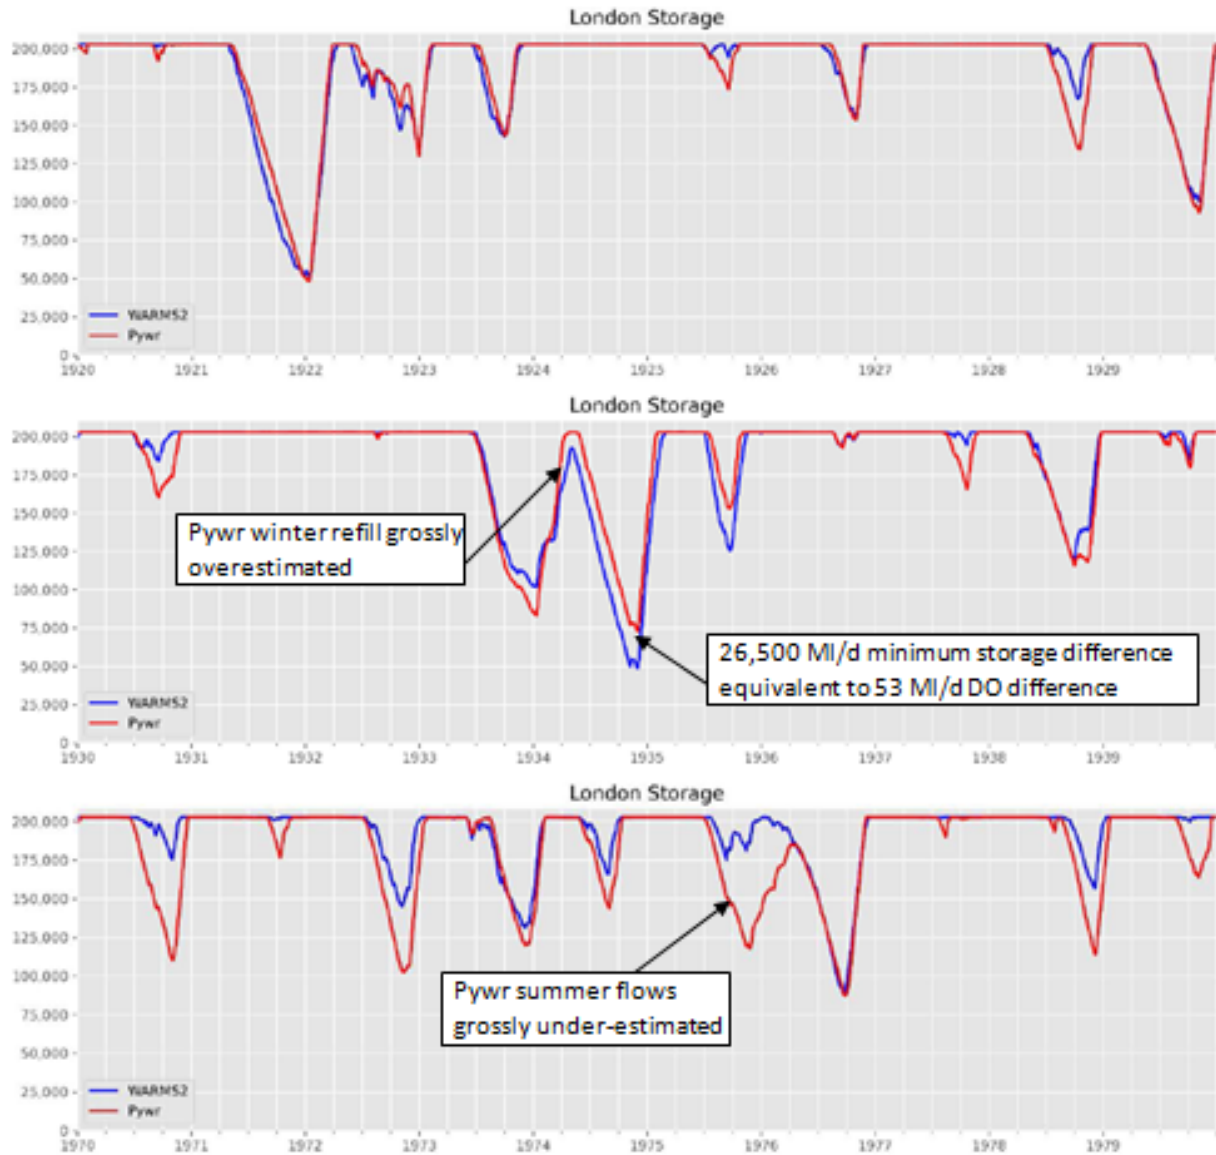 London Storage
200,000
175,000
150,000
125,000
100,000
75,000
50,000
25,000
0
WARMS2
Pywr
1920 1921 1922 1923 1924 1925 1926 1927 1928 1929
London Storage
200,000
175,000
150,000
125,000
100,000
75,000
50,000
25,000
0
Pywr winter refill grossly
overestimated
26,500 Ml/d minimum storage difference
equivalent to 53 Ml/d DO difference
WARMS2
Pywr
1930 1931 1932 1933 1934 1935 1936 1937 1938 1939
London Storage
200,000
175,000
150,000
125,000
100,000
75,000
50,000
25,000
0
Pywr summer flows
grossly under-estimated
WARMS2
Pywr
1970 1971 1972 1973 1974 1975 1976 1977 1978 1979